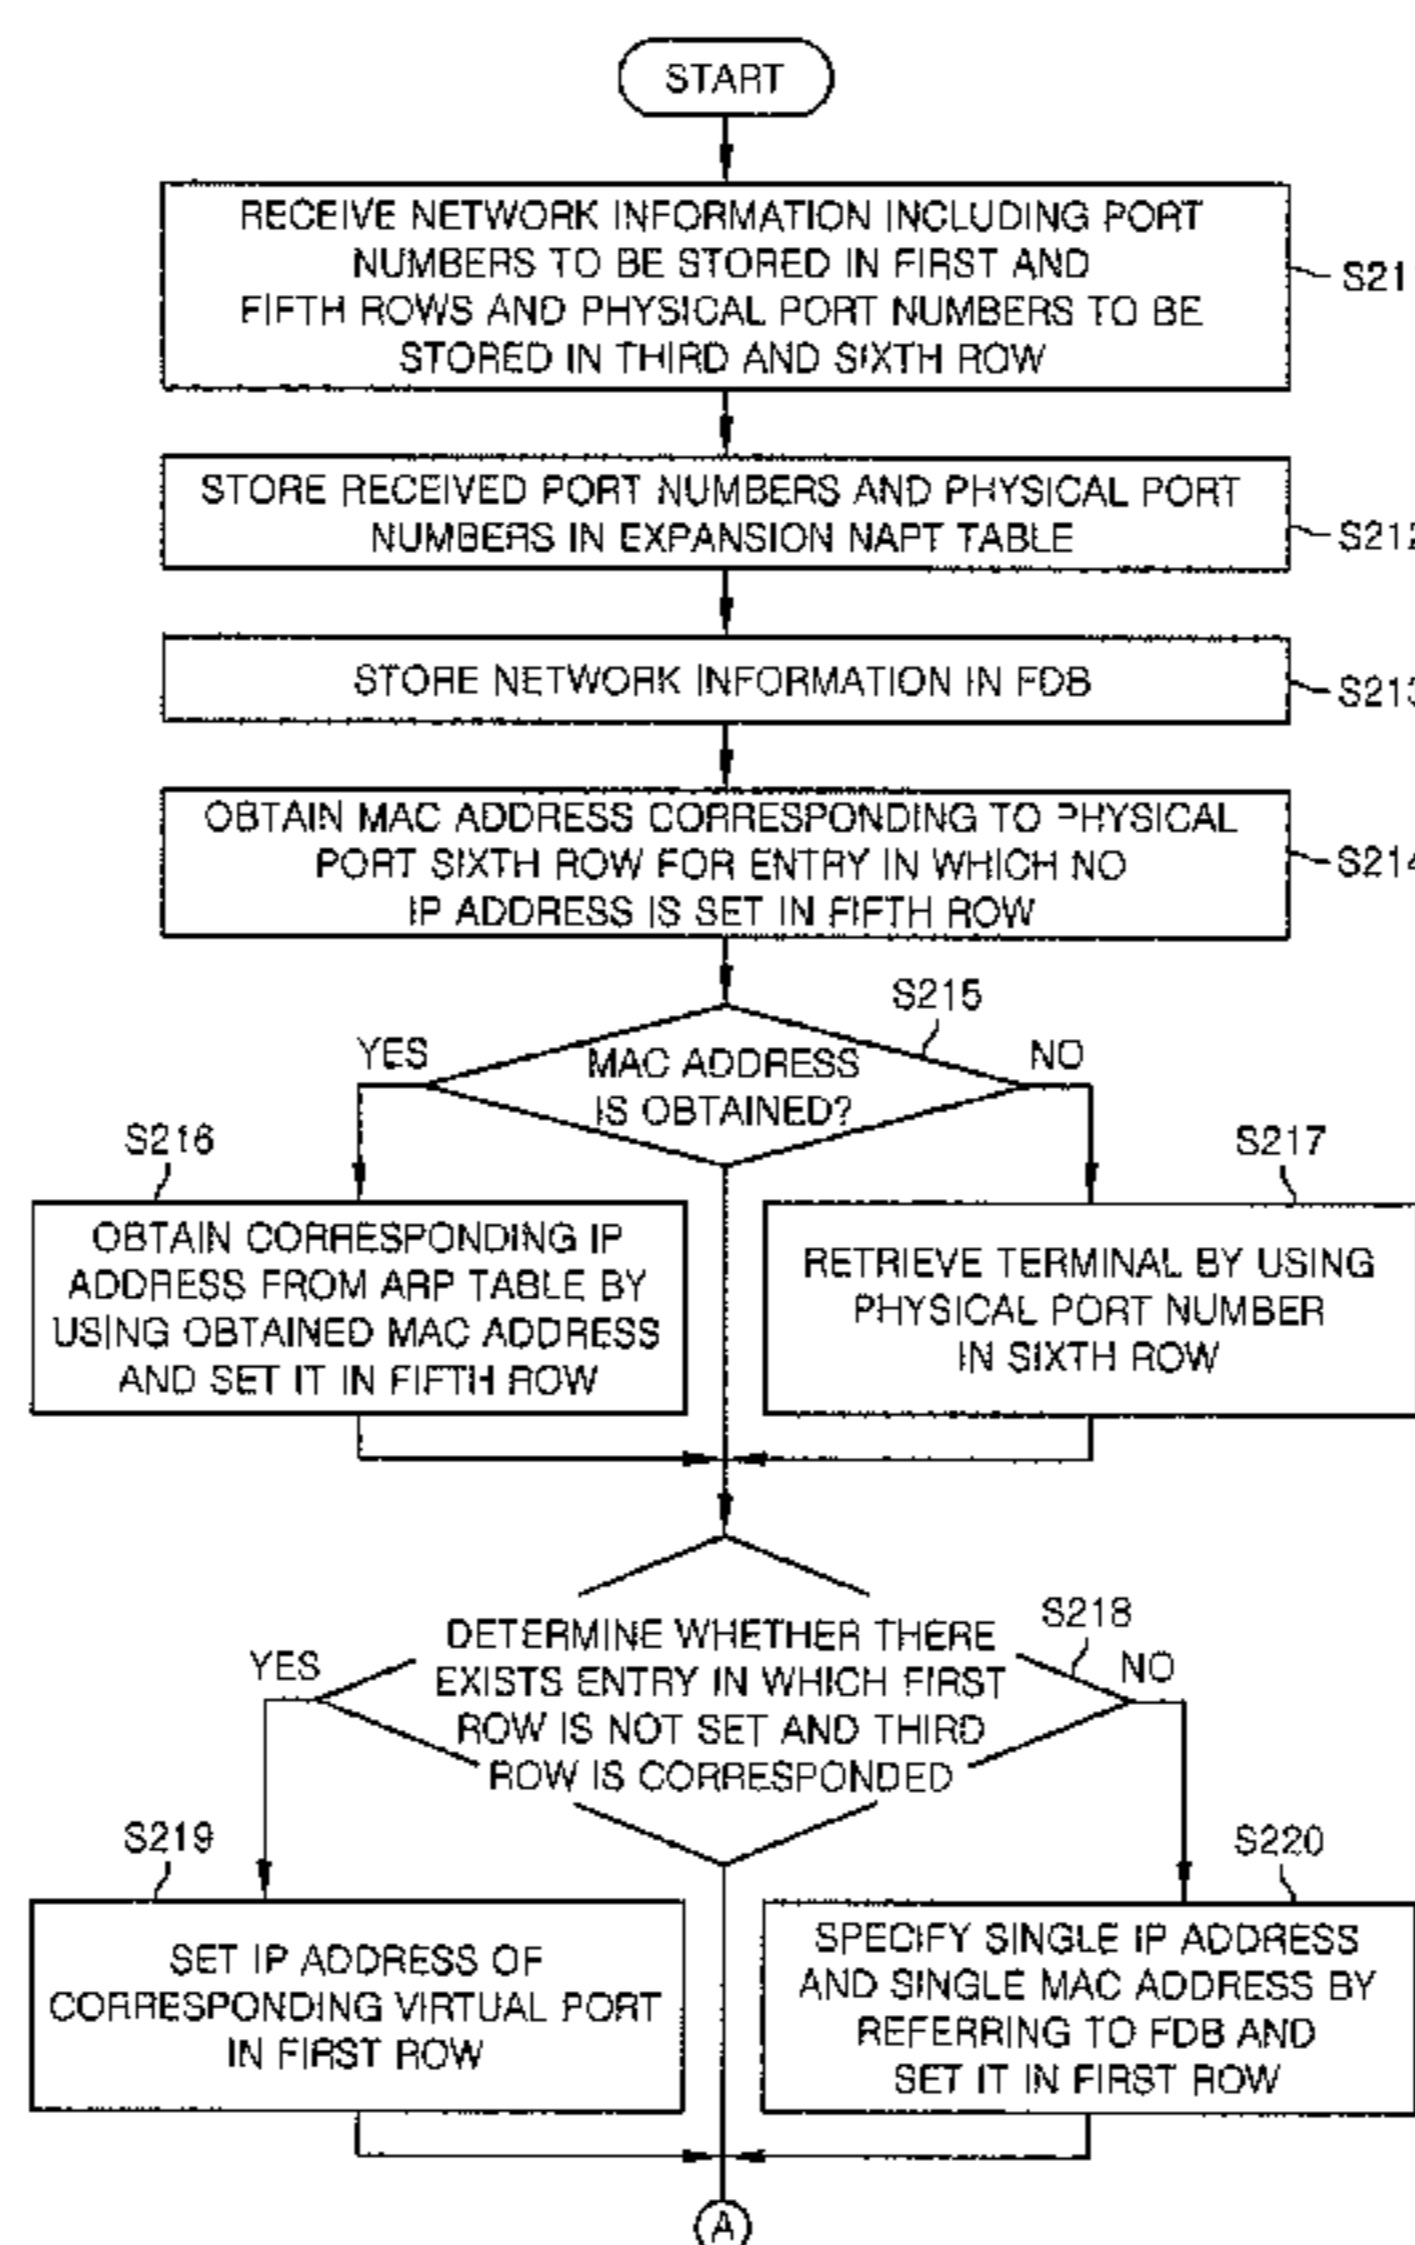 START
RECEIVE NETWORK INFORMATION INCLUDING PORT
NUMBERS TO BE STORED IN FIRST AND
FIFTH ROWS AND PHYSICAL PORT NUMBERS TO BE
STORED IN THIRD AND SIXTH ROW
S21
STORE RECEIVED PORT NUMBERS AND PHYSICAL PORT
NUMBERS IN EXPANSION NAPT TABLE
S212
STORE NETWORK INFORMATION IN FDB
S213
OBTAIN MAC ADDRESS CORRESPONDING TO PHYSICAL
PORT SIXTH ROW FOR ENTRY IN WHICH NO
IP ADDRESS IS SET IN FIFTH ROW
S214
S215
YES
MAC ADDRESS
IS OBTAINED?
NO
S216
S217
OBTAIN CORRESPONDING IP
ADDRESS FROM ARP TABLE BY
USING OBTAINED MAC ADDRESS
AND SET IT IN FIFTH ROW
RETRIEVE TERMINAL BY USING
PHYSICAL PORT NUMBER
IN SIXTH ROW
S218
YES
DETERMINE WHETHER THERE
EXISTS ENTRY IN WHICH FIRST
ROW IS NOT SET AND THIRD
ROW IS CORRESPONDED
NO
S219
S220
SET IP ADDRESS OF
CORRESPONDING VIRTUAL PORT
IN FIRST ROW
SPECIFY SINGLE IP ADDRESS
AND SINGLE MAC ADDRESS BY
REFERRING TO FDB AND
SET IT IN FIRST ROW
A